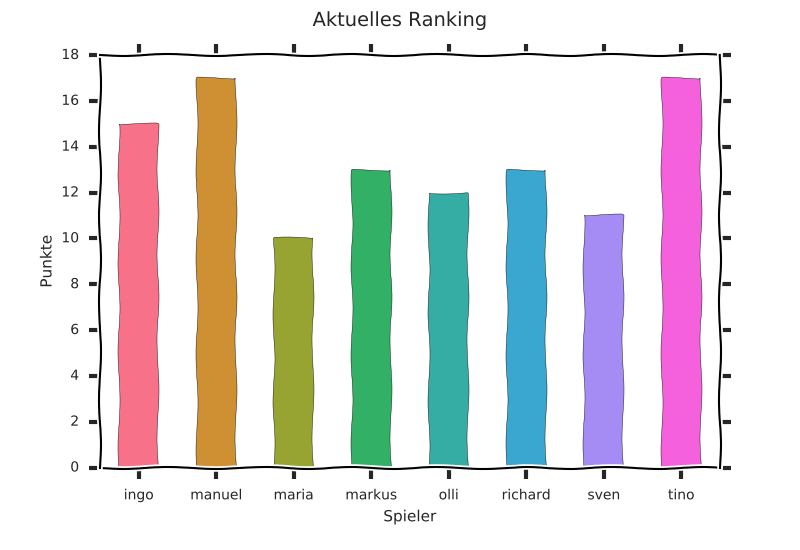 Aktuelles Ranking
18
16
14
12
10
8
6
4
2
0
Punkte
ingo manuel maria markus olli richard sven tino
Spieler